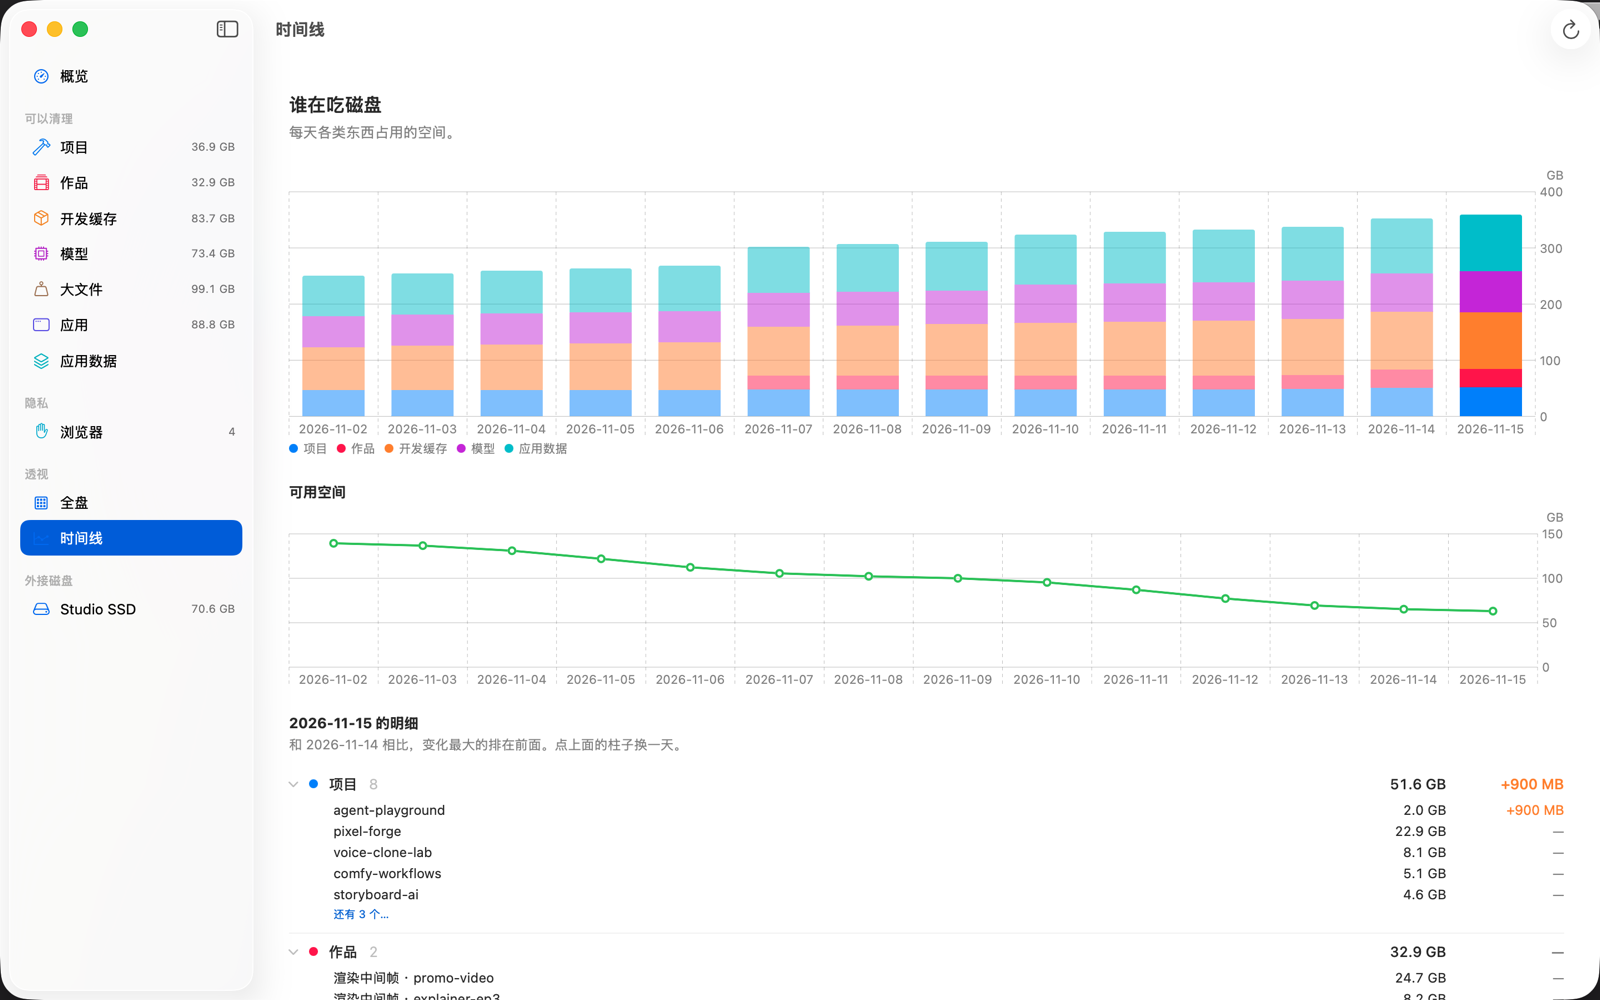 时间线
概览
可以清理
项目 36.9 GB
作品 32.9 GB
开发缓存 83.7 GB
模型 73.4 GB
大文件 99.1 GB
应用 88.8 GB
应用数据
隐私
浏览器 4
透视
全盘
时间线
外接磁盘
Studio SSD 70.6 GB
谁在吃磁盘
每天各类东西占用的空间。
GB
400
300
200
100
0
2026-11-02 2026-11-03 2026-11-04 2026-11-05 2026-11-06 2026-11-07 2026-11-08 2026-11-09 2026-11-10 2026-11-11 2026-11-12 2026-11-13 2026-11-14 2026-11-15
项目 作品 开发缓存 模型 应用数据
可用空间
GB
150
100
50
0
2026-11-02 2026-11-03 2026-11-04 2026-11-05 2026-11-06 2026-11-07 2026-11-08 2026-11-09 2026-11-10 2026-11-11 2026-11-12 2026-11-13 2026-11-14 2026-11-15
2026-11-15 的明细
和 2026-11-14 相比，变化最大的排在前面。点上面的柱子换一天。
项目 8 51.6 GB +900 MB
agent-playground 2.0 GB +900 MB
pixel-forge 22.9 GB —
voice-clone-lab 8.1 GB —
comfy-workflows 5.1 GB —
storyboard-ai 4.6 GB —
还有 3 个...
作品 2 32.9 GB —
渲染中间帧 · promo-video 24.7 GB —
渲染中间帧 · explainer-ep3 8.2 GB —